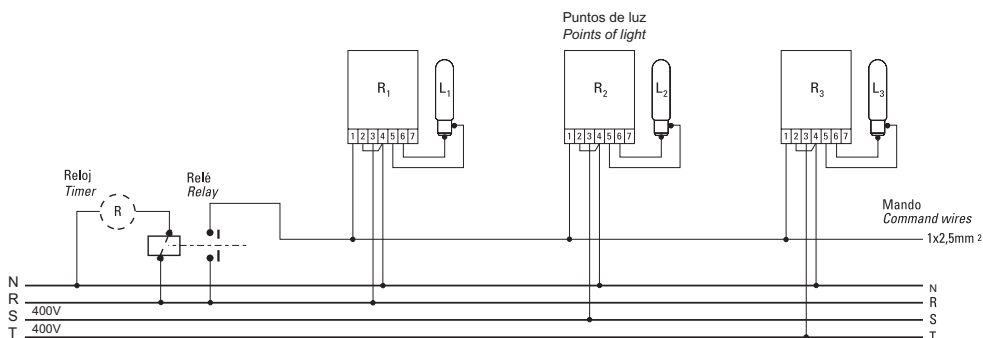 Puntos de luz
Points of light
R1
L1
R2
L2
R3
L3
1 2 3 4 5 6 7
1 2 3 4 5 6 7
1 2 3 4 5 6 7
Reloj
Timer
R
Relé
Relay
Mando
Command wires
1x2,5mm 2
N
N
R
R
S
400V
S
T
400V
T